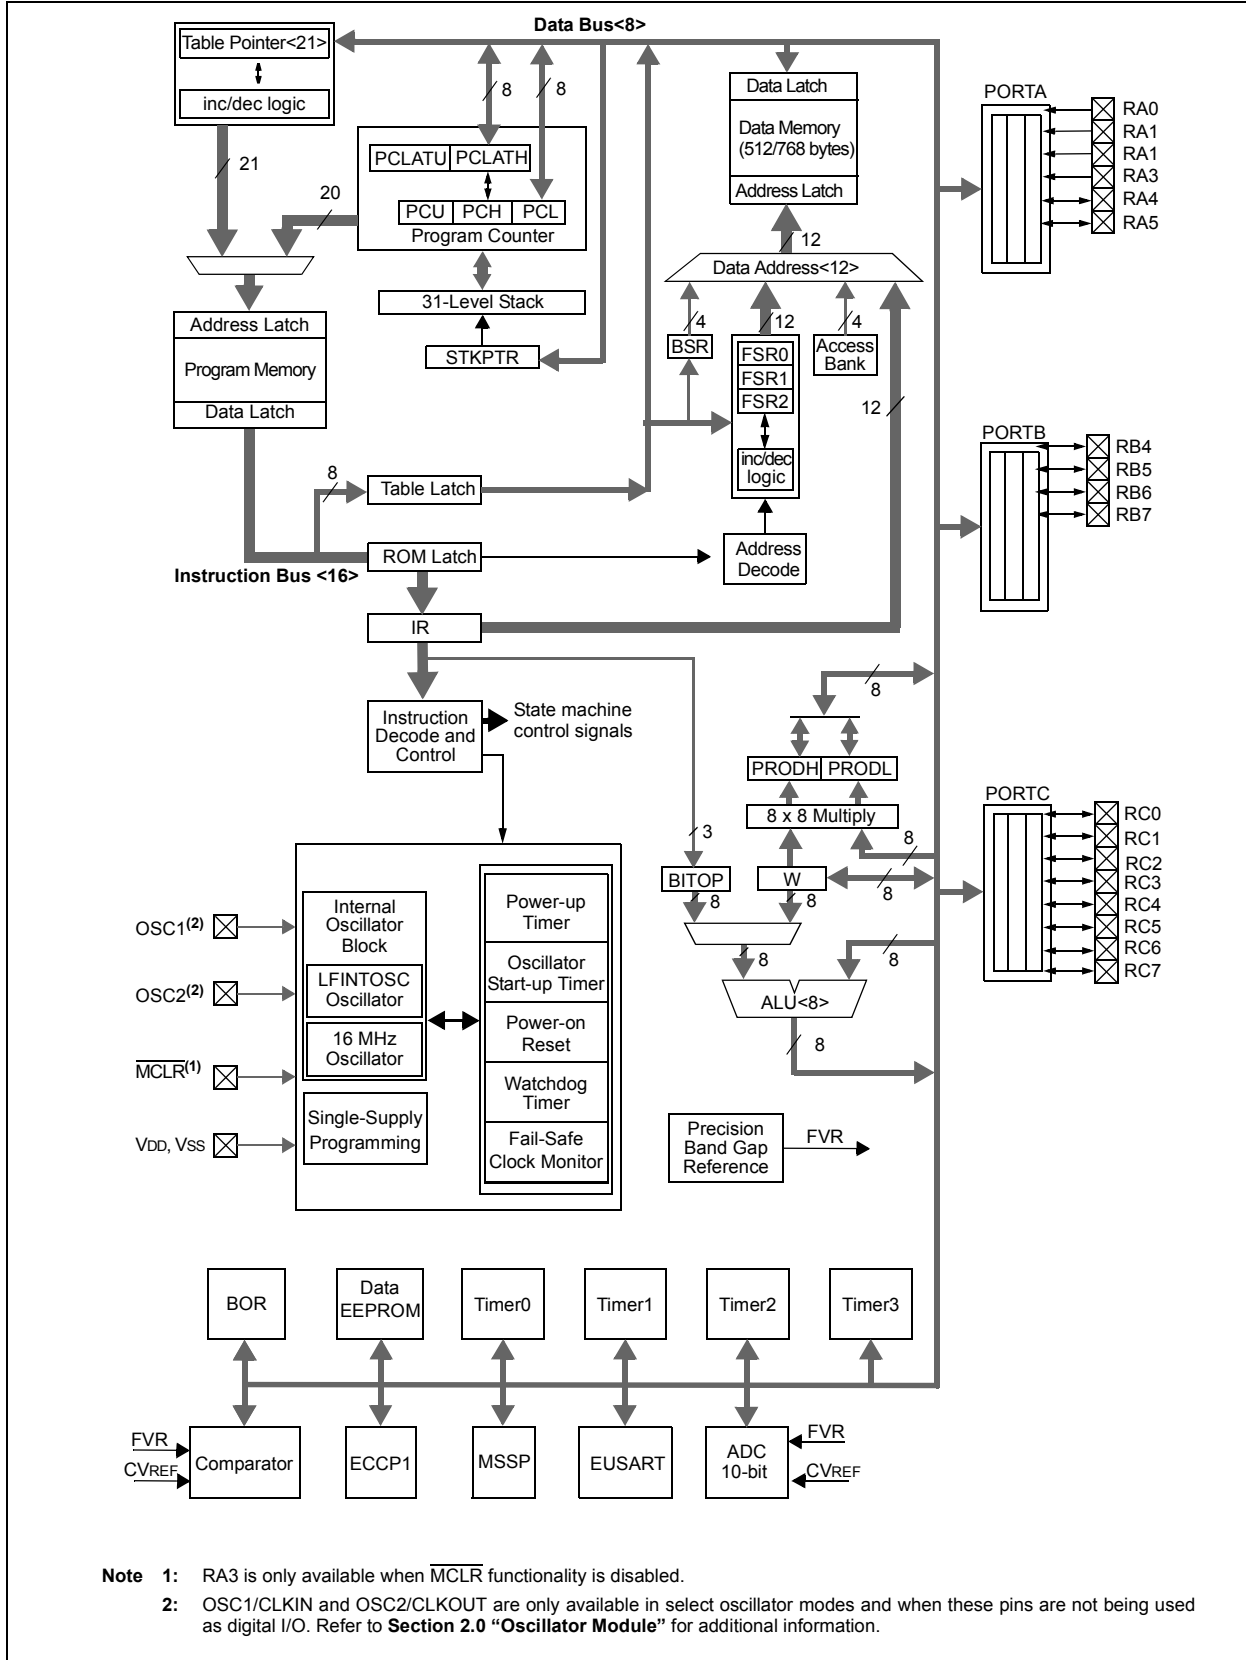 Data Bus<8>
Table Pointer<21>
inc/dec logic
21
20
8
8
PCLATU PCLATH
PCU PCH PCL
Program Counter
31-Level Stack
STKPTR
Data Latch
Data Memory
(512/768 bytes)
Address Latch
12
Data Address<12>
4
12
4
BSR
FSR0
FSR1
FSR2
inc/dec
logic
Access
Bank
12
Address
Decode
Address Latch
Program Memory
Data Latch
8
Table Latch
ROM Latch
Instruction Bus <16>
IR
Instruction
Decode and
Control
State machine
control signals
PORTA
RA0
RA1
RA1
RA3
RA4
RA5
PORTB
RB4
RB5
RB6
RB7
PORTC
RC0
RC1
RC2
RC3
RC4
RC5
RC6
RC7
8
PRODH PRODL
8 x 8 Multiply
3
8
BITOP
W
8
8
8
8
8
ALU<8>
8
OSC1(2)
OSC2(2)
MCLR(1)
VDD, VSS
Internal
Oscillator
Block
LFINTOSC
Oscillator
16 MHz
Oscillator
Single-Supply
Programming
Power-up
Timer
Oscillator
Start-up Timer
Power-on
Reset
Watchdog
Timer
Fail-Safe
Clock Monitor
Precision
Band Gap
Reference
FVR
BOR
Data
EEPROM
Timer0
Timer1
Timer2
Timer3
FVR
CVREF
Comparator
ECCP1
MSSP
EUSART
ADC
10-bit
FVR
CVREF
Note 1: RA3 is only available when MCLR functionality is disabled.
2: OSC1/CLKIN and OSC2/CLKOUT are only available in select oscillator modes and when these pins are not being used
as digital I/O. Refer to Section 2.0 “Oscillator Module” for additional information.